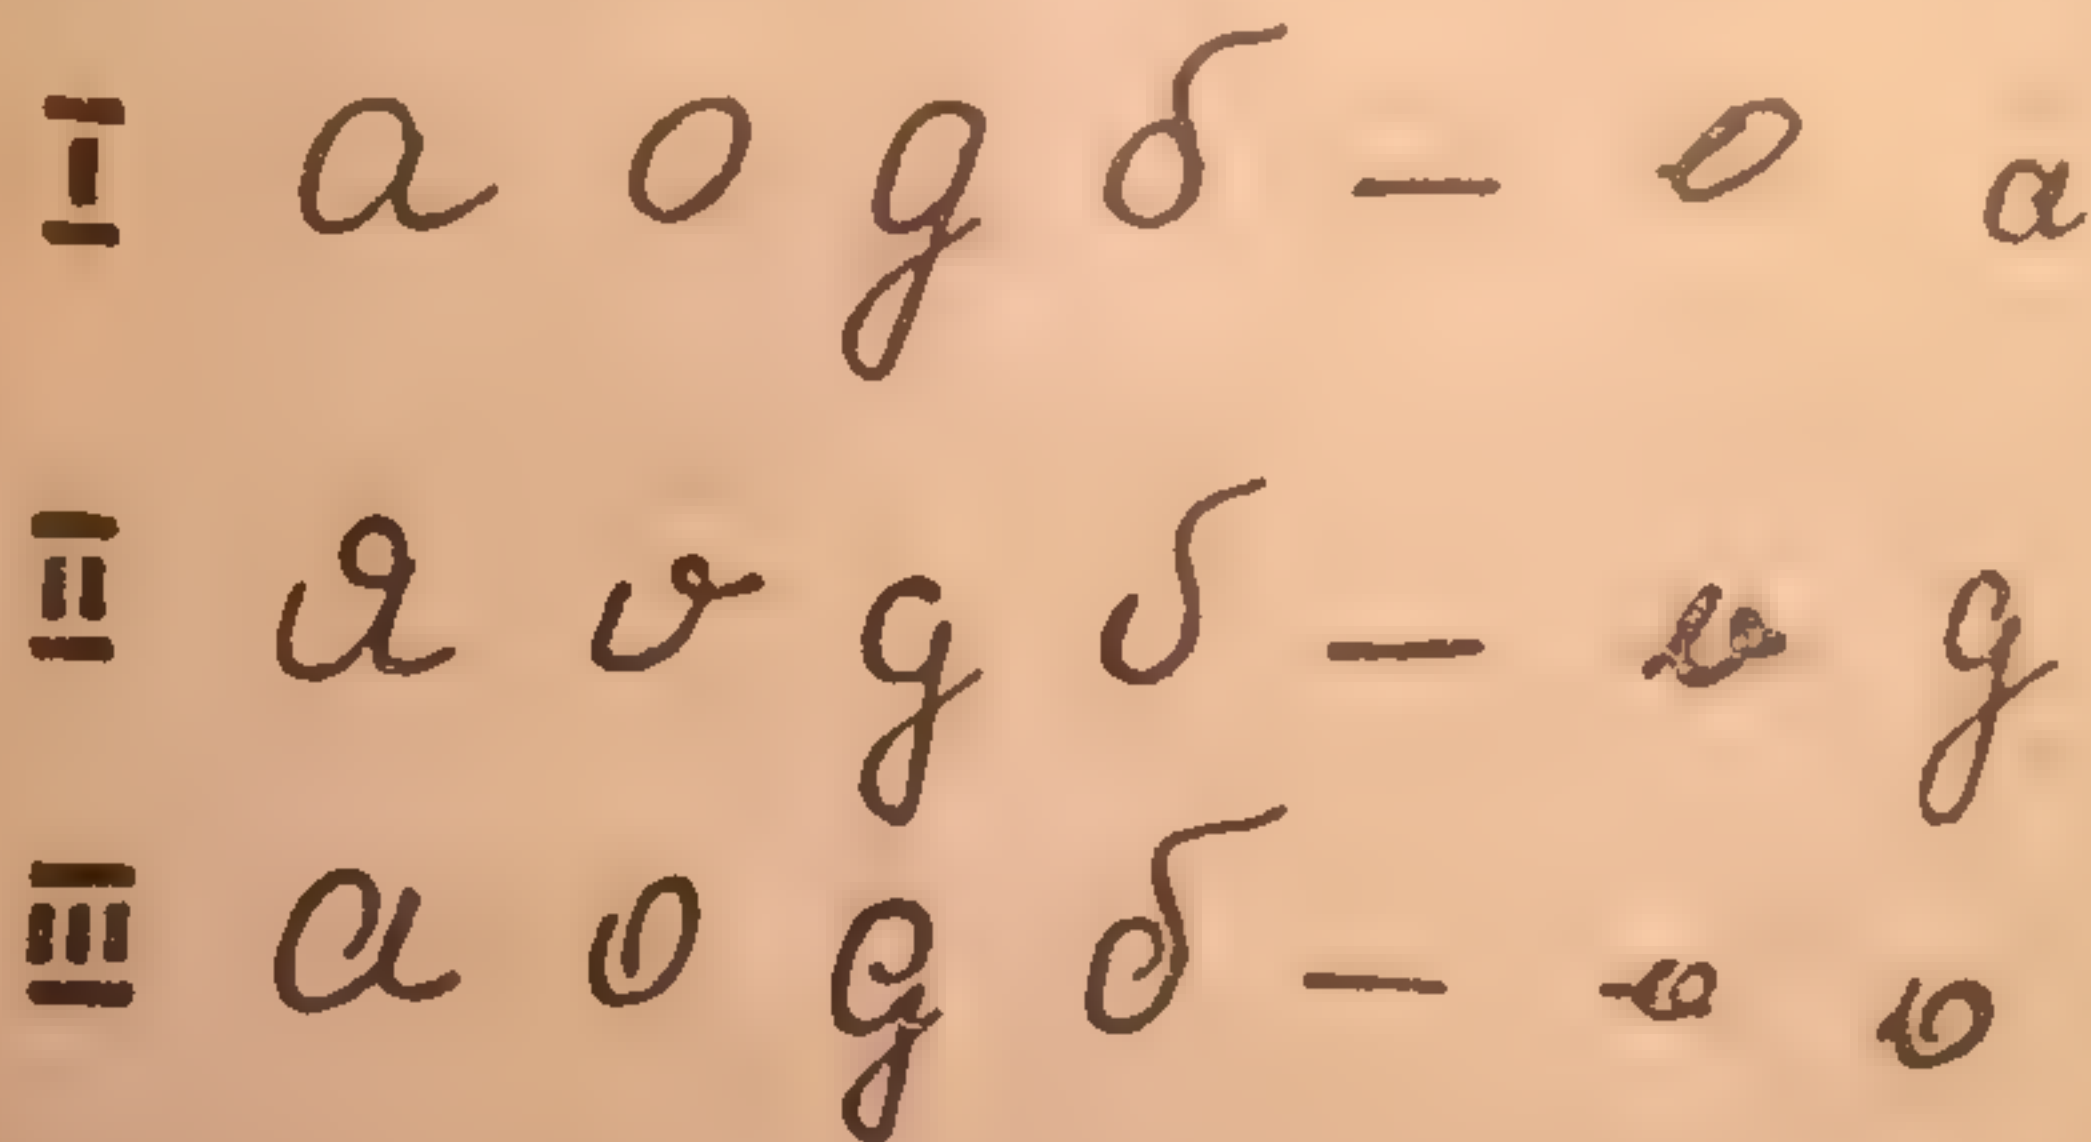 I а о д б — о а
II а о д б — о д
III а о д б — о о